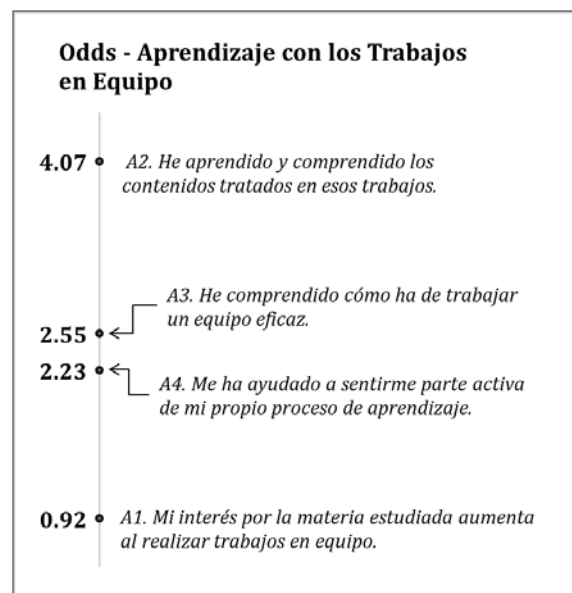 Odds - Aprendizaje con los Trabajos
en Equipo
4.07
A2. He aprendido y comprendido los
contenidos tratados en esos trabajos.
A3. He comprendido cómo ha de trabajar
un equipo eficaz.
2.55
2.23
A4. Me ha ayudado a sentirme parte activa
de mi propio proceso de aprendizaje.
0.92
A1. Mi interés por la materia estudiada aumenta
al realizar trabajos en equipo.